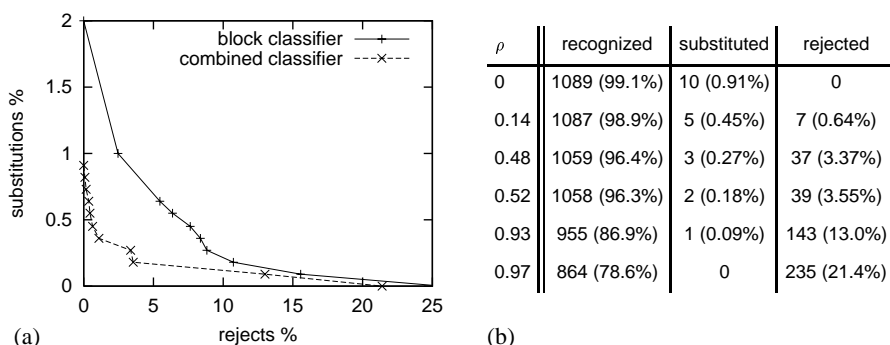 2
1.5
1
0.5
0
0 5 10 15 20 25
substitutions %
rejects %
block classifier
combined classifier
(a)
ρ recognized substituted rejected
0 1089 (99.1%) 10 (0.91%) 0
0.14 1087 (98.9%) 5 (0.45%) 7 (0.64%)
0.48 1059 (96.4%) 3 (0.27%) 37 (3.37%)
0.52 1058 (96.3%) 2 (0.18%) 39 (3.55%)
0.93 955 (86.9%) 1 (0.09%) 143 (13.0%)
0.97 864 (78.6%) 0 235 (21.4%)
(b)